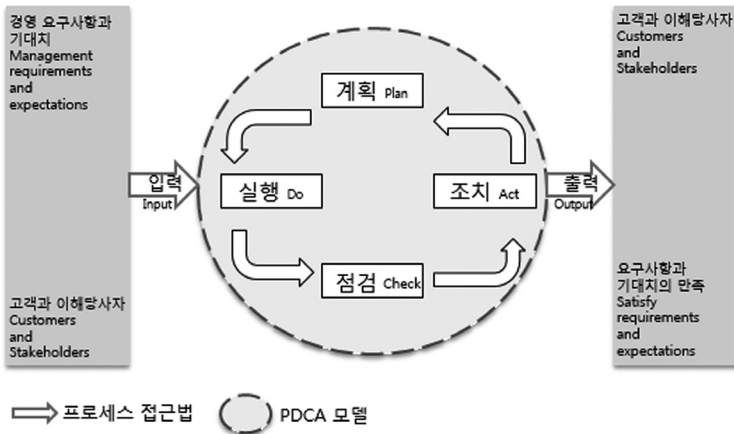 경영 요구사항과
기대치
Management
requirements
and
expectations
고객과 이해당사자
Customers
and
Stakeholders
입력
Input
계획 Plan
실행 Do
조치 Act
점검 Check
출력
Output
고객과 이해당사자
Customers
and
Stakeholders
요구사항과
기대치의 만족
Satisfy
requirements
and
expectations
프로세스 접근법
PDCA 모델